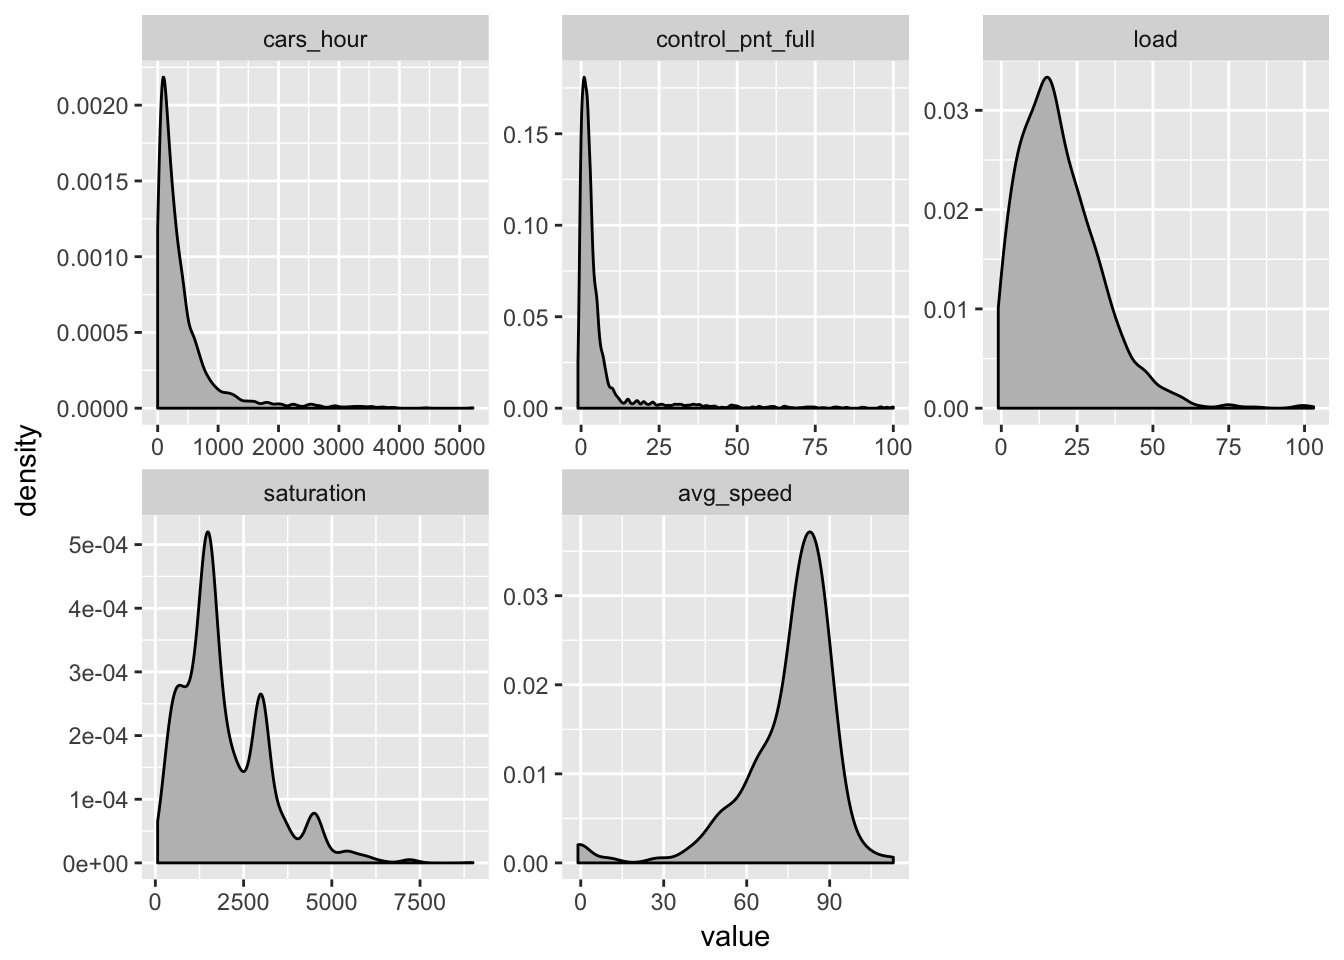 cars_hour
control_pnt_full
load
0.0020
0.0015
0.0010
0.0005
0.0000
0.15
0.10
0.05
0.00
0.03
0.02
0.01
0.00
0 1000 2000 3000 4000 5000
0 25 50 75 100
0 25 50 75 100
density
saturation
avg_speed
5e-04
4e-04
3e-04
2e-04
1e-04
0e+00
0.03
0.02
0.01
0.00
0 2500 5000 7500
0 30 60 90
value